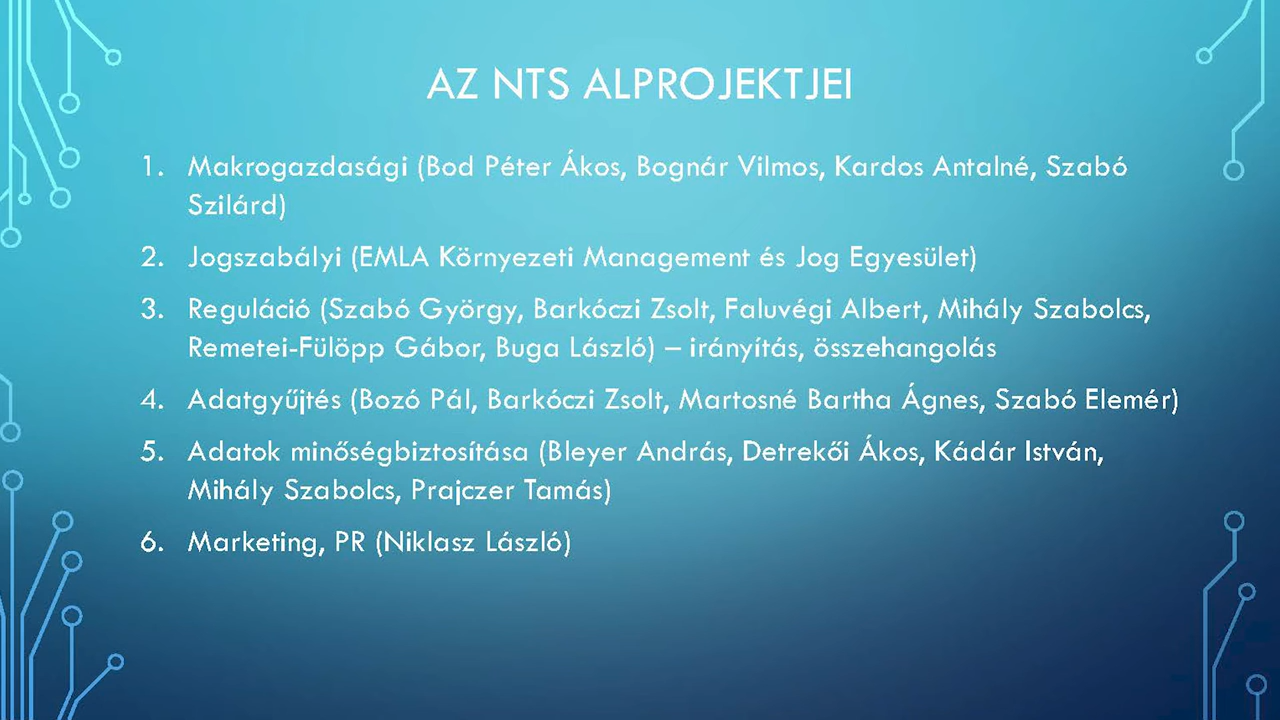 AZ NTS ALPROJEKTJEI
1. Makrogazdasági (Bod Péter Ákos, Bognár Vilmos, Kardos Antalné, Szabó
Szilárd)
2. Jogszabályi (EMLA Környezeti Management és Jog Egyesület)
3. Reguláció (Szabó György, Barkóczi Zsolt, Faluvégi Albert, Mihály Szabolcs,
Remetei-Fülöpp Gábor, Buga László) – irányítás, összehangolás
4. Adatgyűjtés (Bozó Pál, Barkóczi Zsolt, Martosné Bartha Ágnes, Szabó Elemér)
5. Adatok minőségbiztosítása (Bleyer András, Detrekői Ákos, Kádár István,
Mihály Szabolcs, Prajczer Tamás)
6. Marketing, PR (Niklasz László)